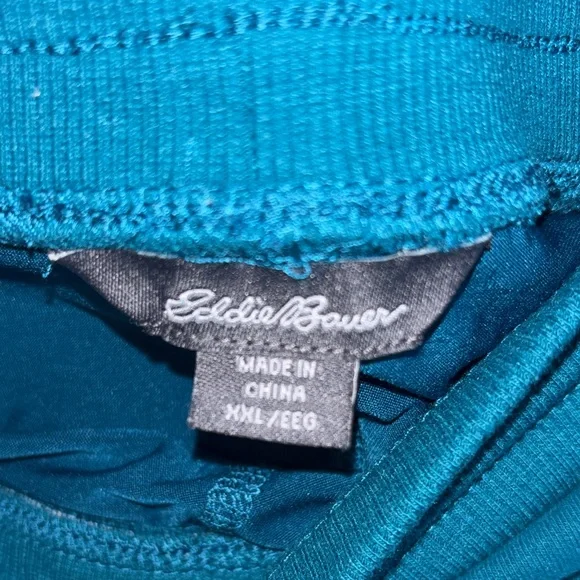 Eddie Bauer
MADE IN
CHINA
XXL/EEG